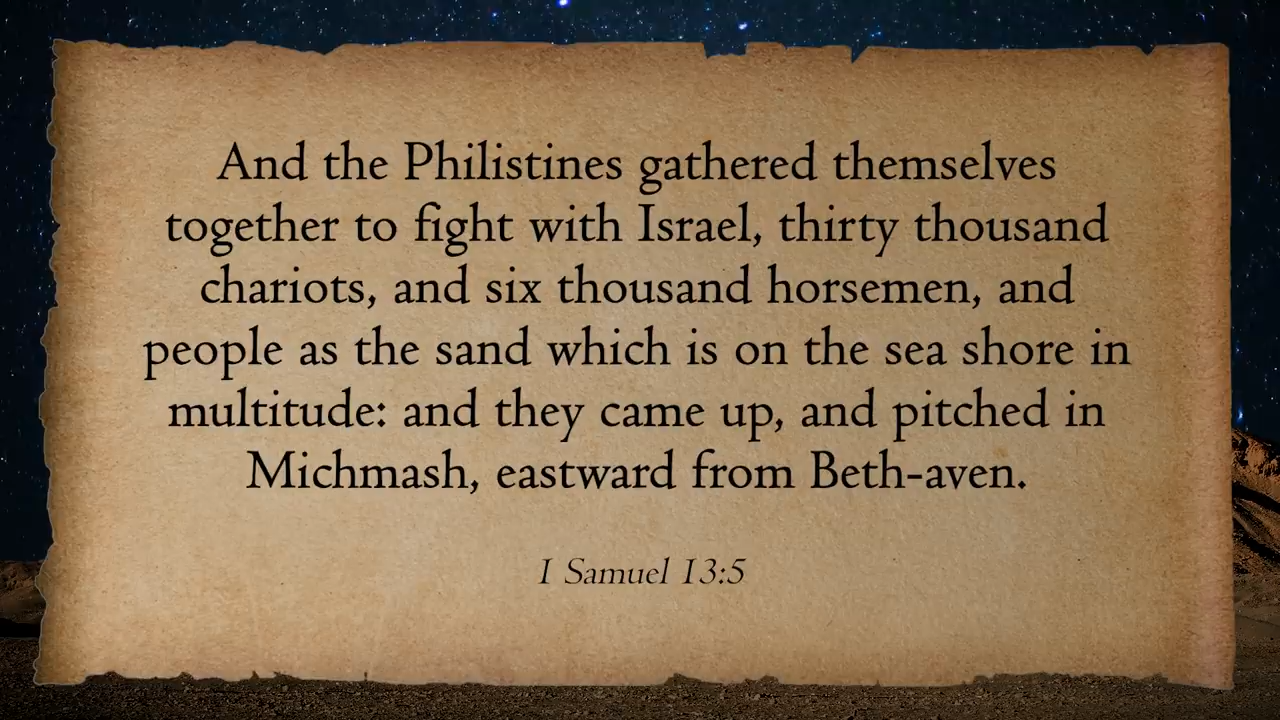 And the Philistines gathered themselves
together to fight with Israel, thirty thousand
chariots, and six thousand horsemen, and
people as the sand which is on the sea shore in
multitude: and they came up, and pitched in
Michmash, eastward from Beth-aven.
I Samuel 13:5